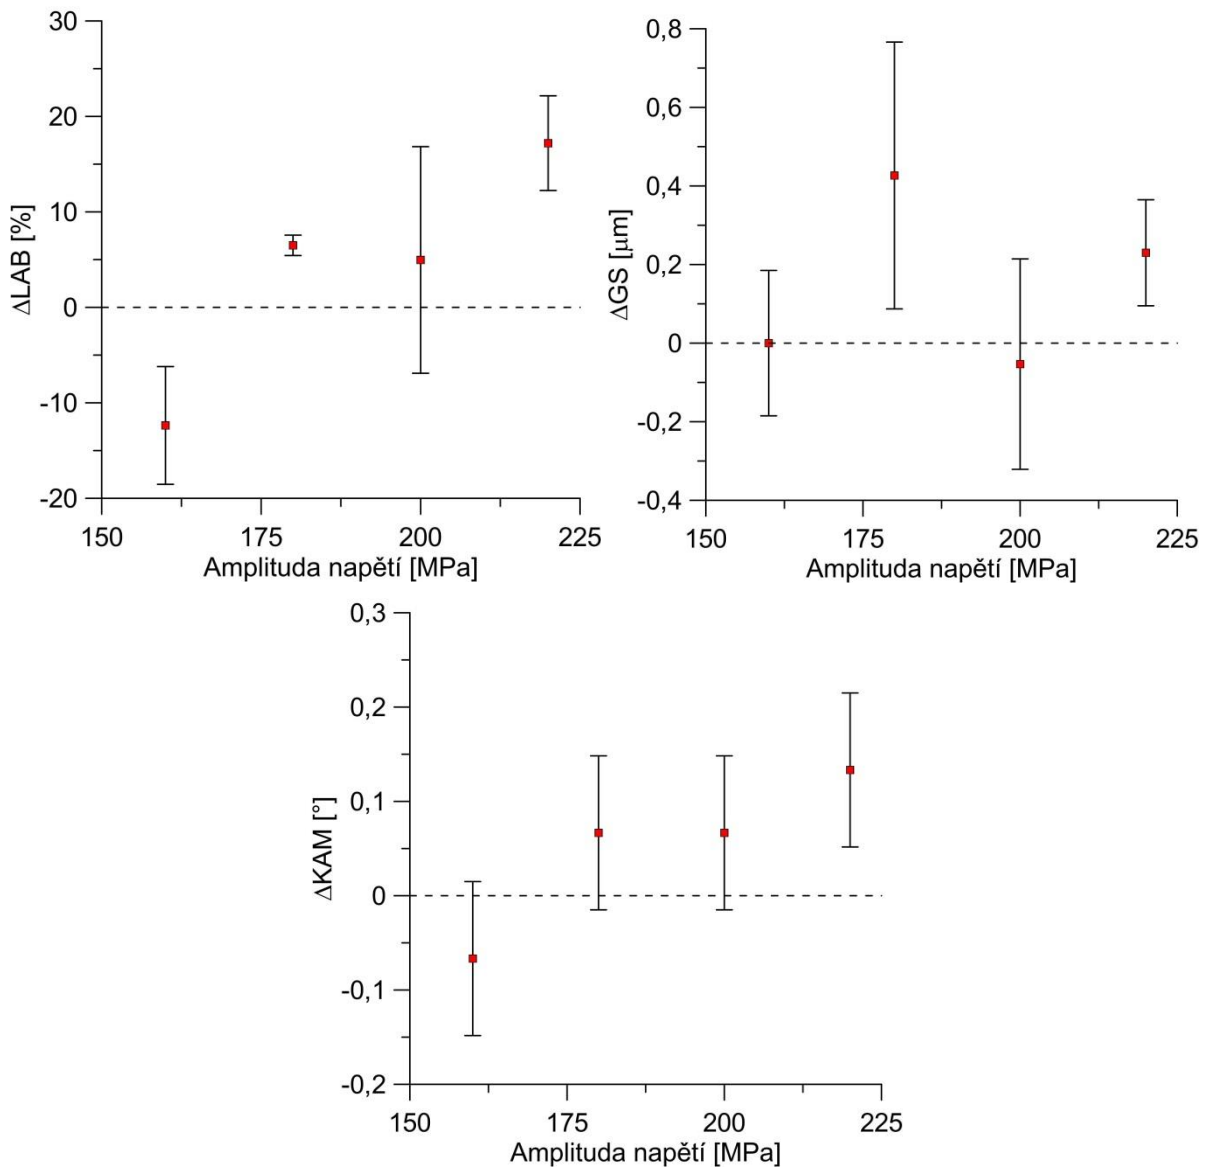 30
20
10
0
-10
-20
ΔLAB [%]
150 175 200 225
Amplituda napětí [MPa]
0,8
0,6
0,4
0,2
0
-0,2
-0,4
ΔGS [μm]
150 175 200 225
Amplituda napětí [MPa]
0,3
0,2
0,1
0
-0,1
-0,2
ΔKAM [°]
150 175 200 225
Amplituda napětí [MPa]